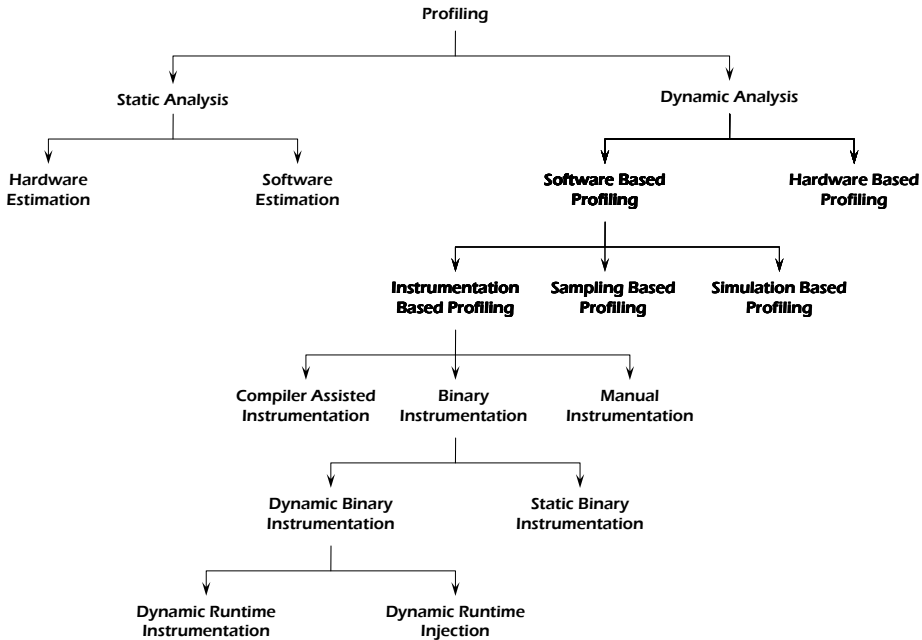 Profiling
Static Analysis
Dynamic Analysis
Hardware
Estimation
Software
Estimation
Software Based
Profiling
Hardware Based
Profiling
Instrumentation
Based Profiling
Sampling Based
Profiling
Simulation Based
Profiling
Compiler Assisted
Instrumentation
Binary
Instrumentation
Manual
Instrumentation
Dynamic Binary
Instrumentation
Static Binary
Instrumentation
Dynamic Runtime
Instrumentation
Dynamic Runtime
Injection